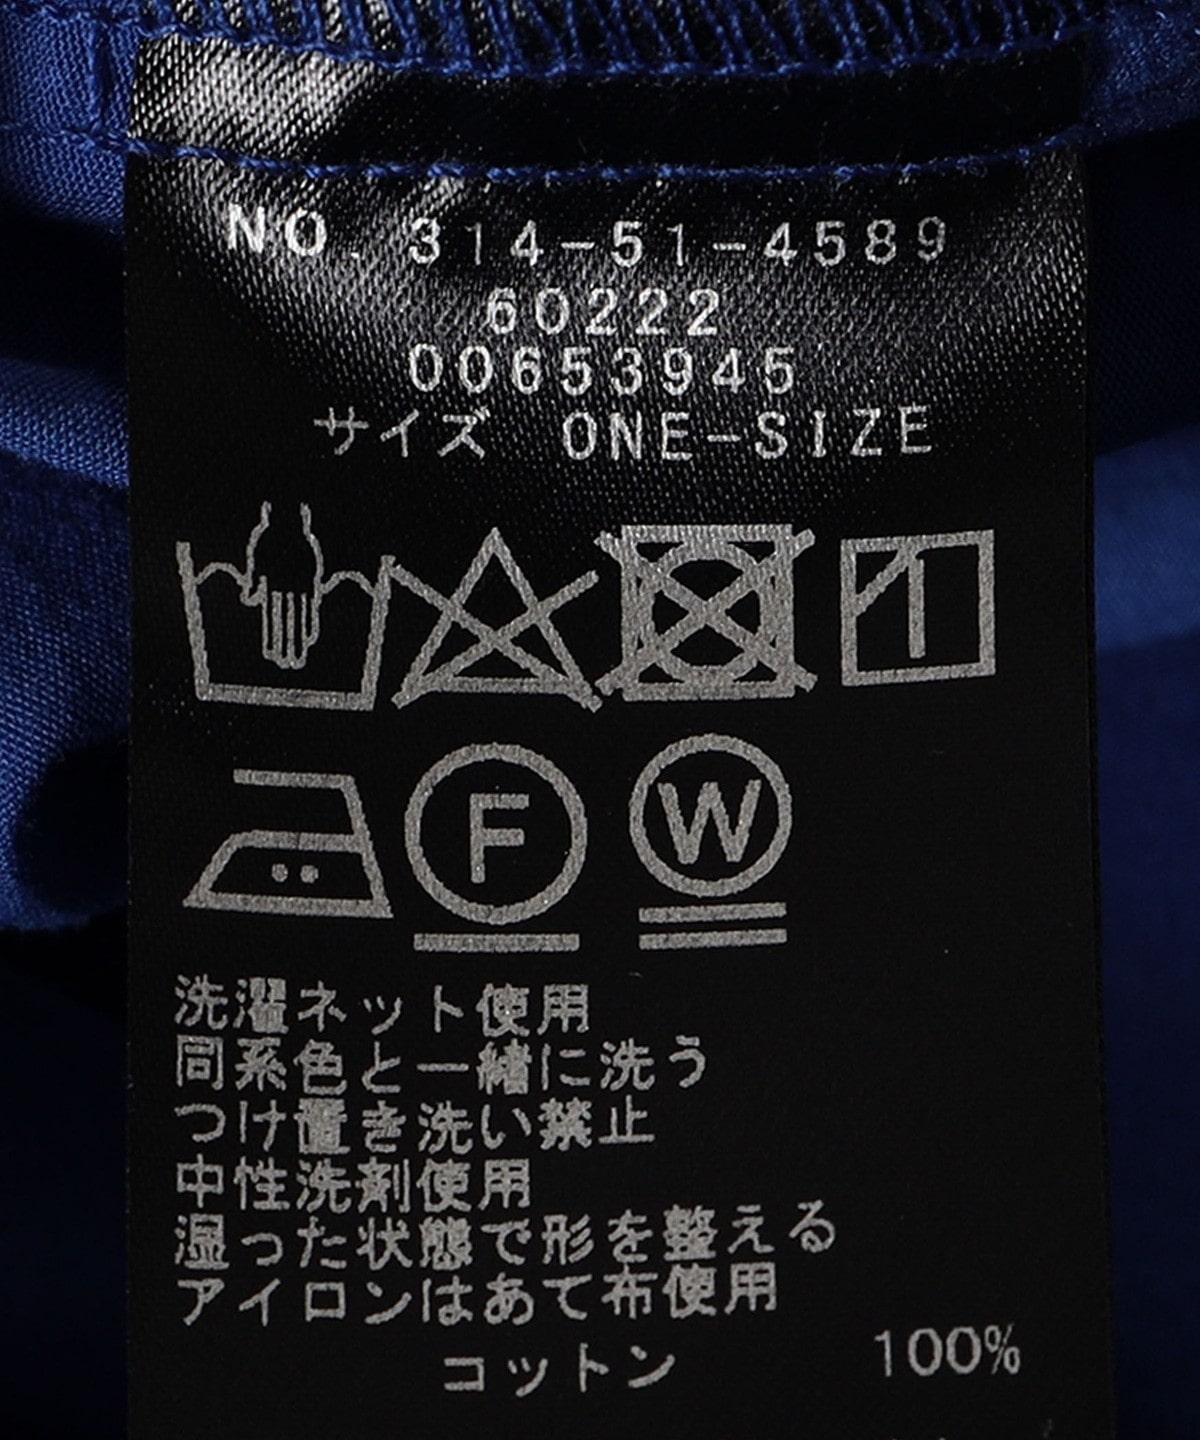 NO. 314-51-4589
60222
00653945
サイズ ONE-SIZE
F W
洗濯ネット使用
同系色と一緒に洗う
つけ置き洗い禁止
中性洗剤使用
湿った状態で形を整える
アイロンはあて布使用
コットン 100%